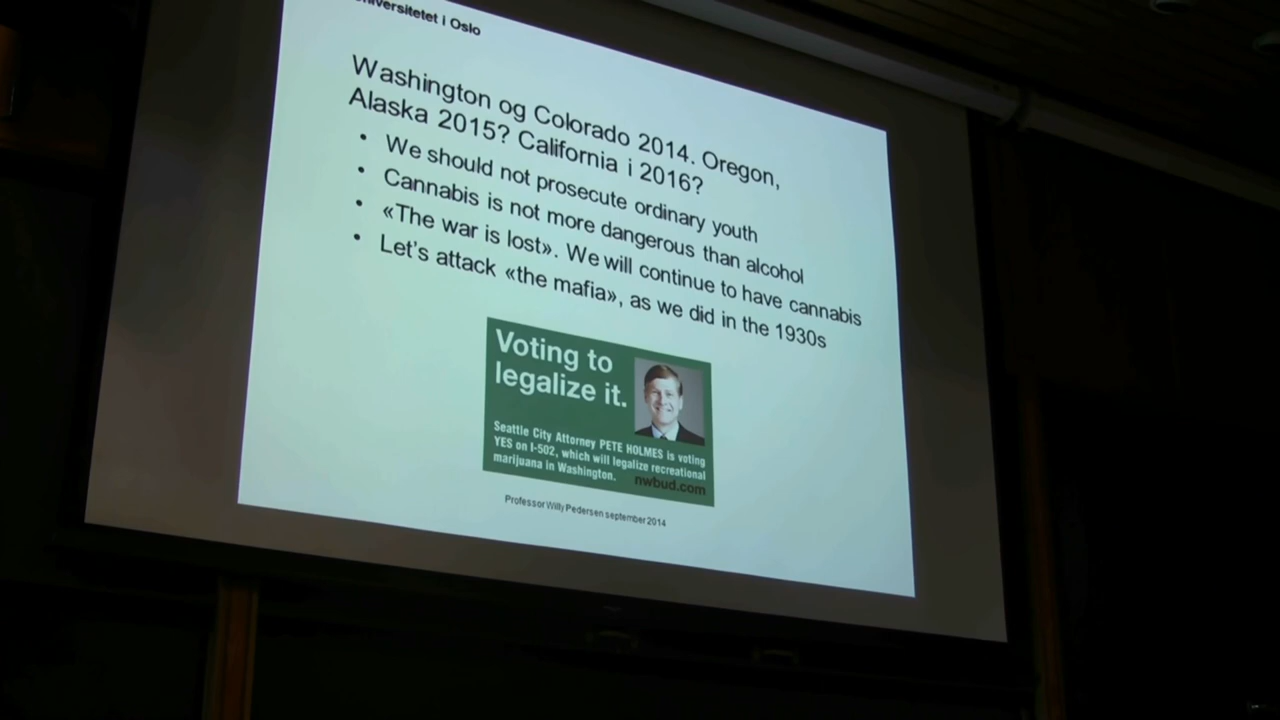 Universitetet i Oslo
Washington og Colorado 2014. Oregon,
Alaska 2015? California i 2016?
• We should not prosecute ordinary youth
• Cannabis is not more dangerous than alcohol
• «The war is lost». We will continue to have cannabis
• Let's attack «the mafia», as we did in the 1930s
Voting to
legalize it.
Seattle City Attorney PETE HOLMES is voting
YES on I-502, which will legalize recreational
marijuana in Washington.
nwbud.com
Professor Willy Pedersen september 2014